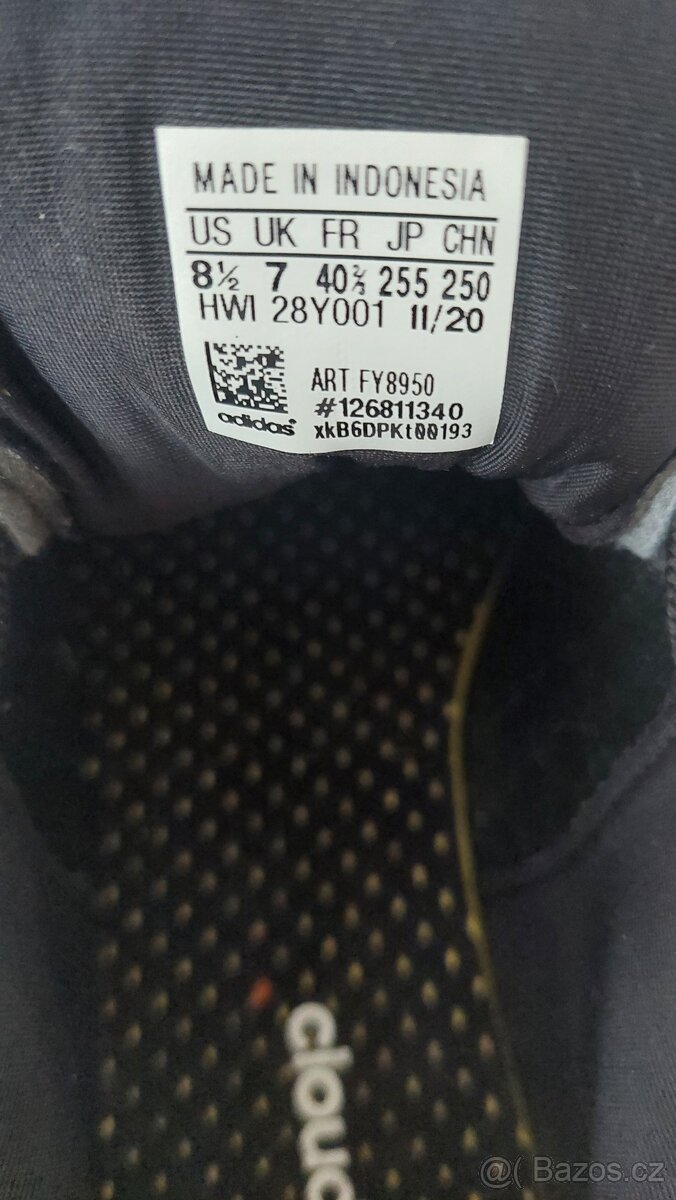 MADE IN INDONESIA
US UK FR JP CHN
8½ 7 40⅔ 255 250
HWI 28Y001 11/20
ART FY8950
#126811340
adidas
xkB6DPKt00193
cloud
@( Bazos.cz